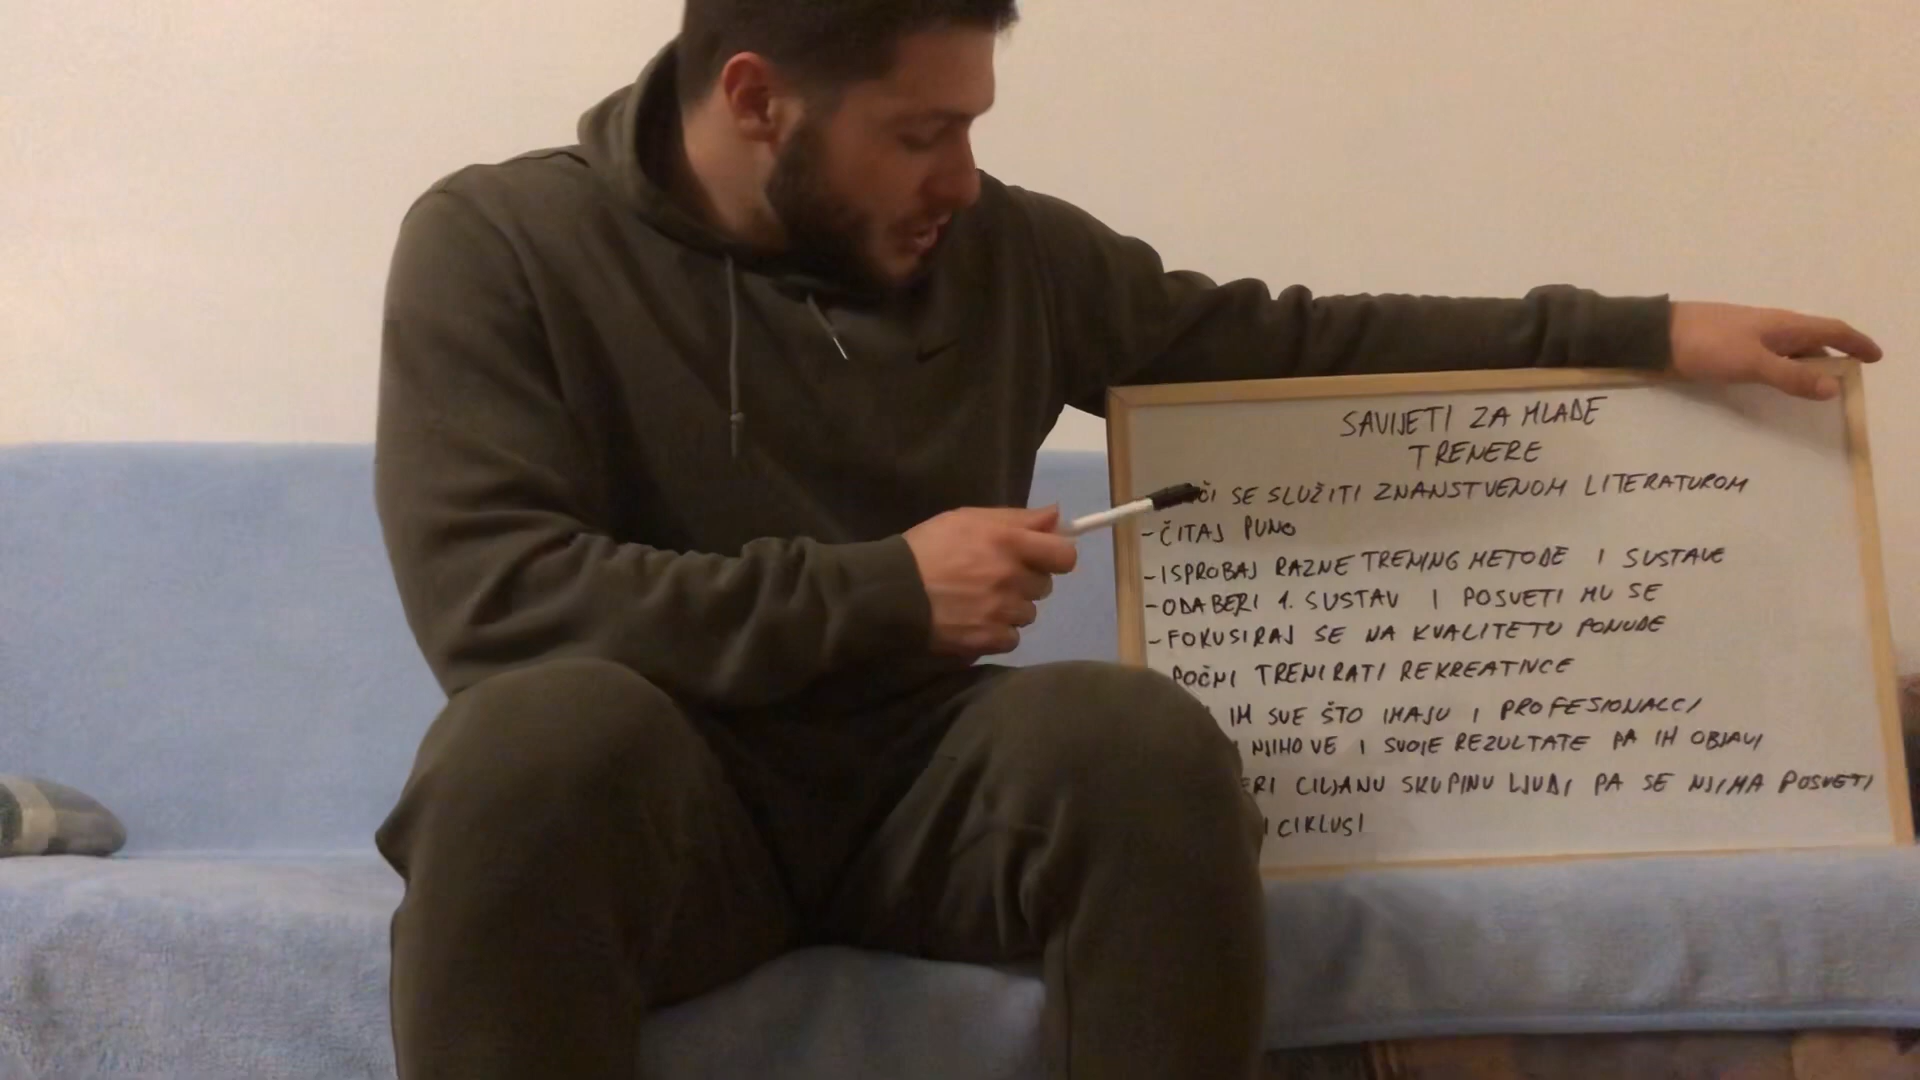 SAVIJETI ZA MLADE
TRENERE
SE SLUŽITI ZNANSTVENOM LITERATUROM
-ČITAJ PUNO
-ISPROBAJ RAZNE TRENING METODE I SUSTAVE
-ODABERI 1. SUSTAV I POSVETI MU SE
-FOKUSIRAJ SE NA KVALITETU PONUDE
POČNI TRENIRATI REKREATIVCE
IM SVE ŠTO IMAJU I PROFESIONALCI
NJIHOVE I SVOJE REZULTATE PA IH OBJAVI
CILJANU SKUPINU LJUDI PA SE NJIMA POSVETI
CIKLUSI